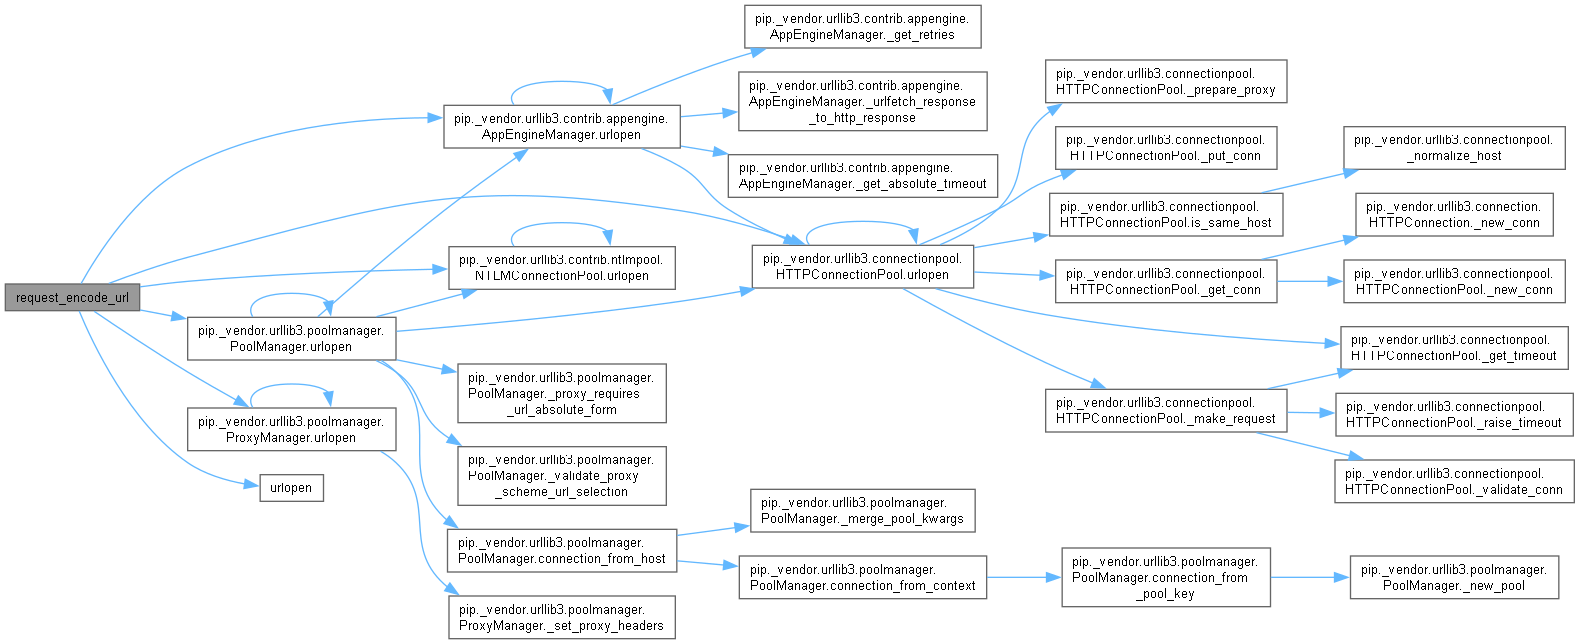 request_encode_url
pip._vendor.urllib3.contrib.appengine.
AppEngineManager.urlopen
pip._vendor.urllib3.contrib.appengine.
AppEngineManager._get_retries
pip._vendor.urllib3.contrib.appengine.
AppEngineManager._urlfetch_response
_to_http_response
pip._vendor.urllib3.contrib.appengine.
AppEngineManager._get_absolute_timeout
pip._vendor.urllib3.connectionpool.
HTTPConnectionPool.urlopen
pip._vendor.urllib3.connectionpool.
HTTPConnectionPool._prepare_proxy
pip._vendor.urllib3.connectionpool.
HTTPConnectionPool._put_conn
pip._vendor.urllib3.connectionpool.
HTTPConnectionPool.is_same_host
pip._vendor.urllib3.connectionpool.
_normalize_host
pip._vendor.urllib3.connectionpool.
HTTPConnectionPool._get_conn
pip._vendor.urllib3.connection.
HTTPConnection._new_conn
pip._vendor.urllib3.connectionpool.
HTTPConnectionPool._new_conn
pip._vendor.urllib3.connectionpool.
HTTPConnectionPool._get_timeout
pip._vendor.urllib3.connectionpool.
HTTPConnectionPool._make_request
pip._vendor.urllib3.connectionpool.
HTTPConnectionPool._raise_timeout
pip._vendor.urllib3.connectionpool.
HTTPConnectionPool._validate_conn
pip._vendor.urllib3.contrib.ntlmpool.
NTLMConnectionPool.urlopen
pip._vendor.urllib3.poolmanager.
PoolManager.urlopen
pip._vendor.urllib3.poolmanager.
PoolManager._proxy_requires
_url_absolute_form
pip._vendor.urllib3.poolmanager.
PoolManager._validate_proxy
_scheme_url_selection
pip._vendor.urllib3.poolmanager.
PoolManager.connection_from_host
pip._vendor.urllib3.poolmanager.
PoolManager._merge_pool_kwargs
pip._vendor.urllib3.poolmanager.
PoolManager.connection_from_context
pip._vendor.urllib3.poolmanager.
PoolManager.connection_from
_pool_key
pip._vendor.urllib3.poolmanager.
PoolManager._new_pool
pip._vendor.urllib3.poolmanager.
ProxyManager.urlopen
pip._vendor.urllib3.poolmanager.
ProxyManager._set_proxy_headers
urlopen